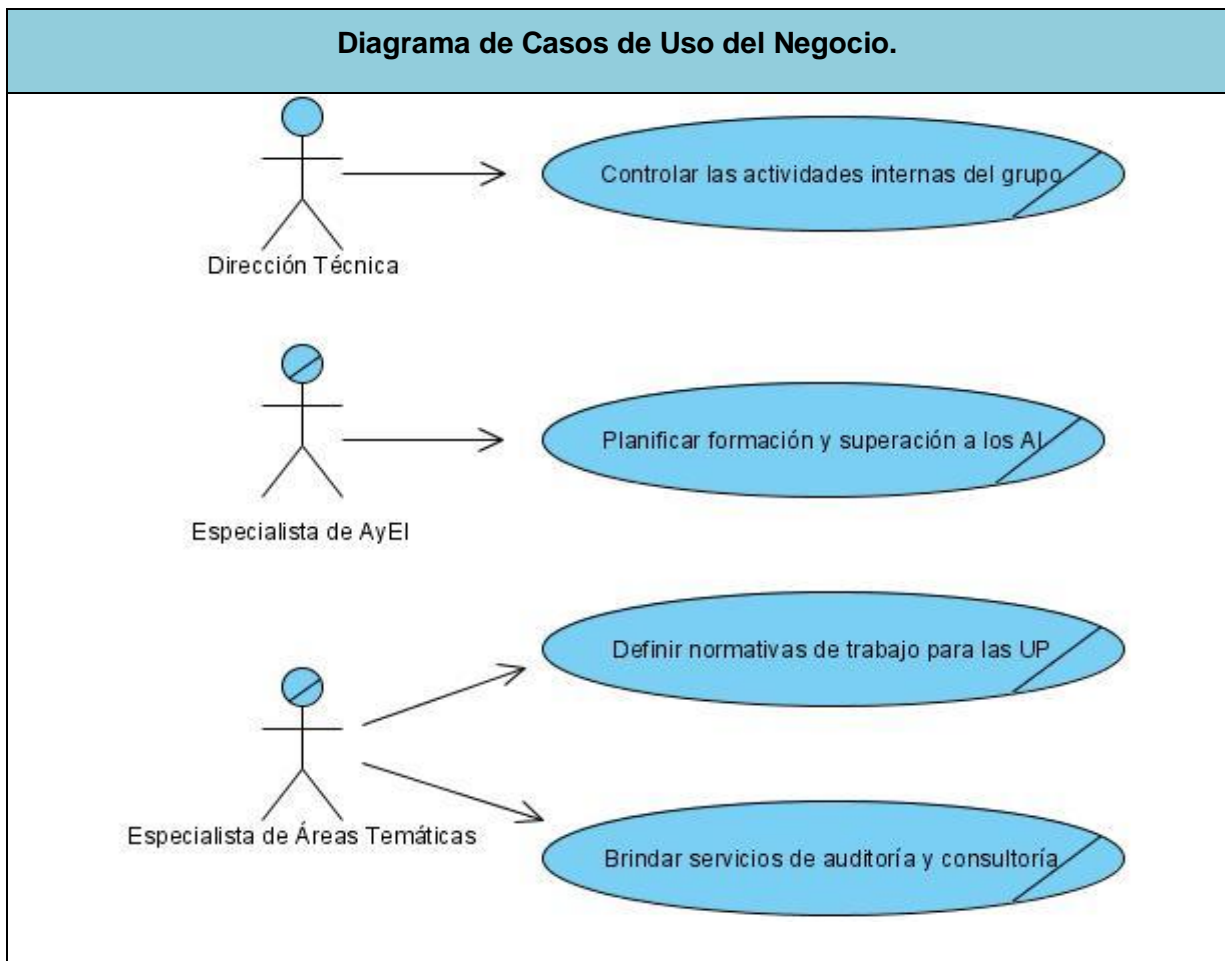 Diagrama de Casos de Uso del Negocio.
Controlar las actividades internas del grupo
Dirección Técnica
Planificar formación y superación a los AI
Especialista de AyEI
Definir normativas de trabajo para las UP
Especialista de Áreas Temáticas
Brindar servicios de auditoría y consultoría